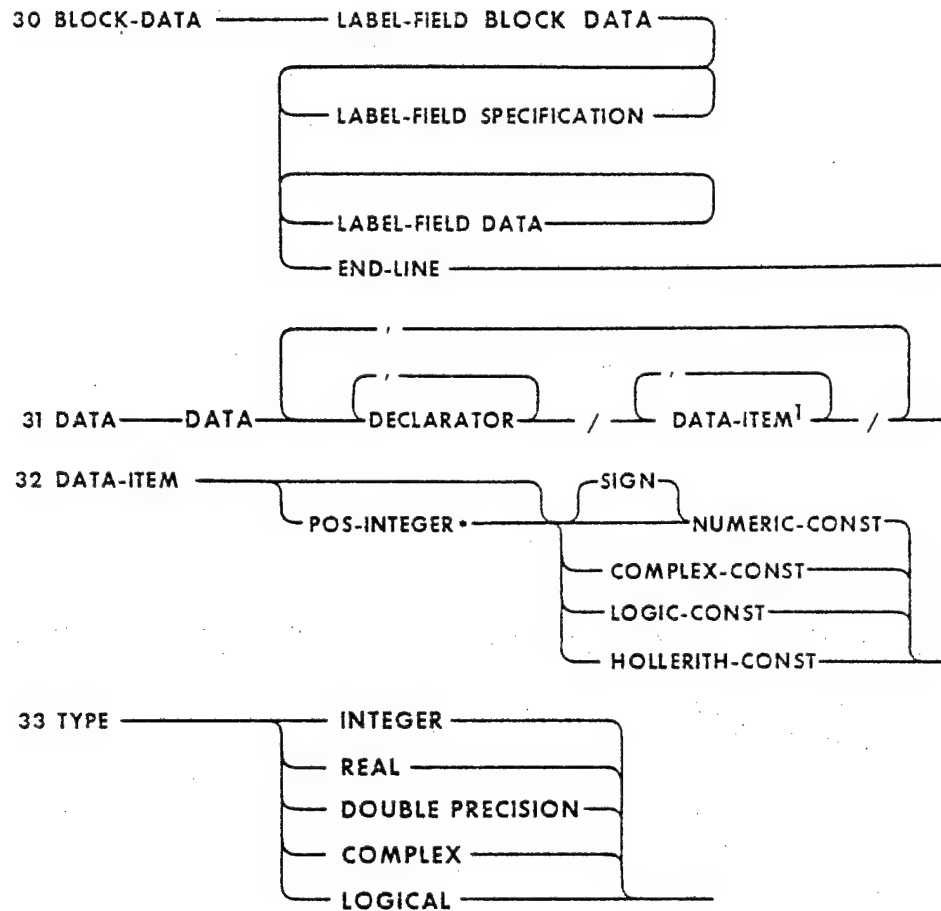 30 BLOCK-DATA LABEL-FIELD BLOCK DATA
LABEL-FIELD SPECIFICATION
LABEL-FIELD DATA
END-LINE
,
, ,
31 DATA DATA DECLARATOR / DATA-ITEM¹ /
32 DATA-ITEM SIGN
POS-INTEGER* NUMERIC-CONST
COMPLEX-CONST
LOGIC-CONST
HOLLERITH-CONST
33 TYPE INTEGER
REAL
DOUBLE PRECISION
COMPLEX
LOGICAL